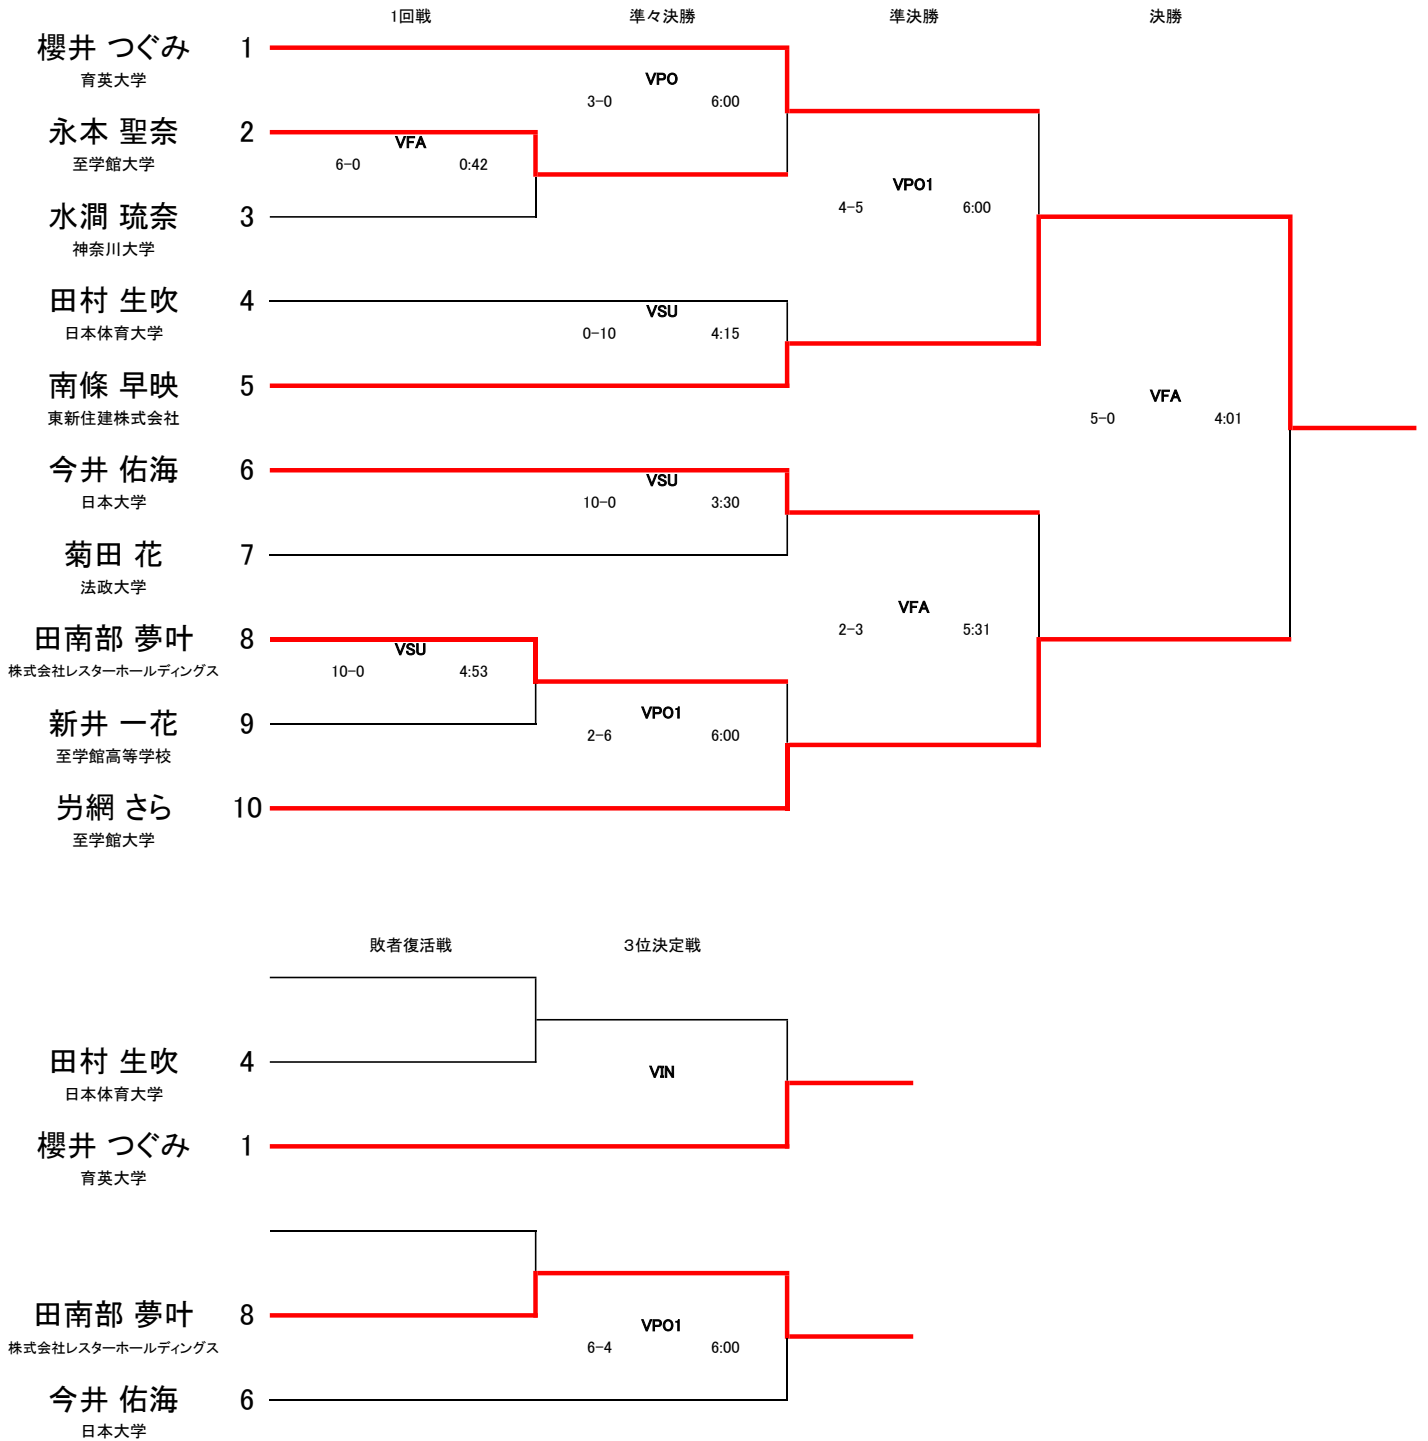 1回戦 準々決勝 準決勝 決勝
櫻井 つぐみ 1
育英大学
VPO
3-0 6:00
永本 聖奈 2
至学館大学
VFA
6-0 0:42
水澗 琉奈 3
神奈川大学
VPO1
4-5 6:00
田村 生吹 4
日本体育大学
VSU
0-10 4:15
南條 早映 5
東新住建株式会社
VFA
5-0 4:01
今井 佑海 6
日本大学
VSU
10-0 3:30
菊田 花 7
法政大学
VFA
2-3 5:31
田南部 夢叶 8
株式会社レスターホールディングス
VSU
10-0 4:53
新井 一花 9
至学館高等学校
VPO1
2-6 6:00
屶網 さら 10
至学館大学
敗者復活戦 3位決定戦
田村 生吹 4
日本体育大学
VIN
櫻井 つぐみ 1
育英大学
田南部 夢叶 8
株式会社レスターホールディングス
VPO1
6-4 6:00
今井 佑海 6
日本大学